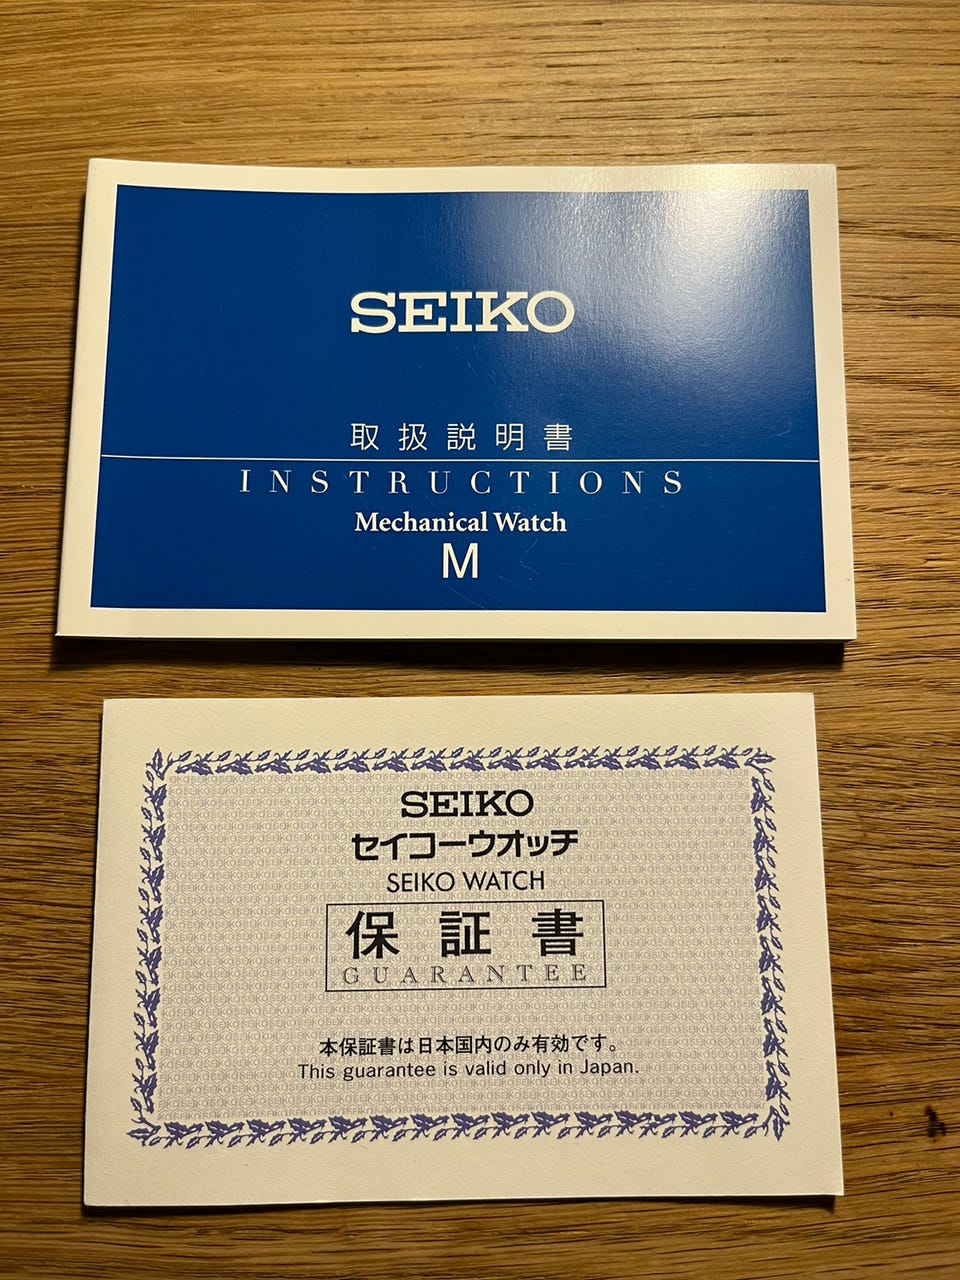 SEIKO
取扱説明書
INSTRUCTIONS
Mechanical Watch
M
SEIKO
セイコーウオッチ
SEIKO WATCH
保証書
GUARANTEE
本保証書は日本国内のみ有効です。
This guarantee is valid only in Japan.